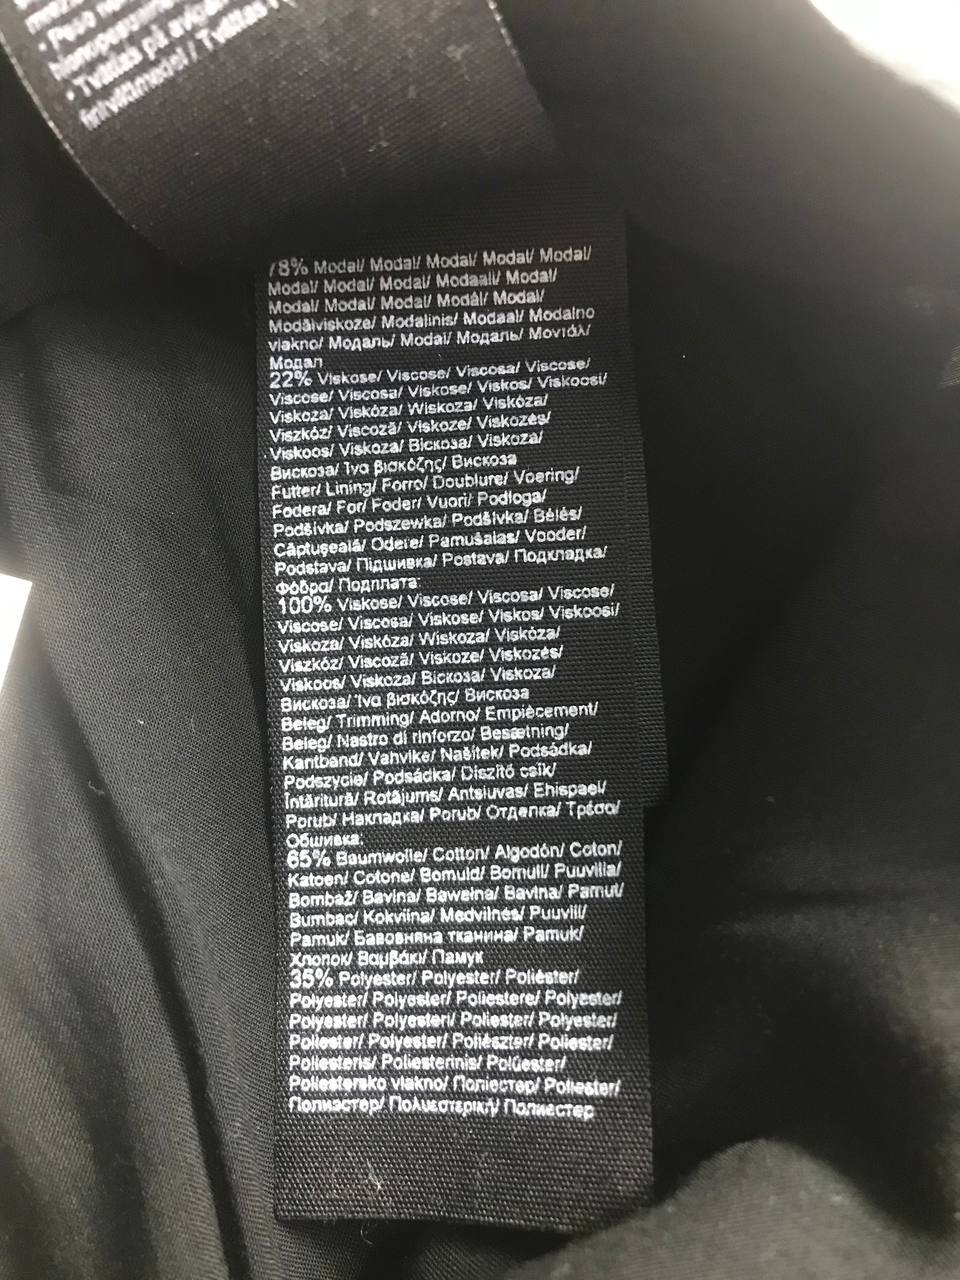 • Tvättas på avig
78% Modal/ Modal/ Modal/ Modal/ Modal/
Modal/ Modal/ Modal/ Modaali/ Modal/
Modal/ Modal/ Modal/ Modál/ Modal/
Modālviskoze/ Modalinis/ Modaal/ Modalno
vlakno/ Модаль/ Modal/ Модаль/ Μοντάλ/
Модал
22% Viskose/ Viscose/ Viscosa/ Viscose/
Viscose/ Viscosa/ Viskose/ Viskos/ Viskoosi/
Viskoza/ Viskóza/ Wiskoza/ Viskóza/
Viszkóz/ Viscoză/ Viskoze/ Viskozės/
Viskoos/ Viskoza/ Віскоза/ Viskoza/
Вискоза/ Ίνα βισκόζης/ Вискоза
Futter/ Lining/ Forro/ Doublure/ Voering/
Fodera/ For/ Foder/ Vuori/ Podloga/
Podšívka/ Podszewka/ Podšívka/ Bélés/
Căptuşeală/ Odere/ Pamušalas/ Vooder/
Podstava/ Підшивка/ Postava/ Подкладка/
Φόδρα/ Подплата:
100% Viskose/ Viscose/ Viscosa/ Viscose/
Viscose/ Viscosa/ Viskose/ Viskos/ Viskoosi/
Viskoza/ Viskóza/ Wiskoza/ Viskóza/
Viszkóz/ Viscoză/ Viskoze/ Viskozės/
Viskoos/ Viskoza/ Віскоза/ Viskoza/
Вискоза/ Ίνα βισκόζης/ Вискоза
Beleg/ Trimming/ Adorno/ Empiècement/
Beleg/ Nastro di rinforzo/ Besætning/
Kantband/ Vahvike/ Našitek/ Podsádka/
Podszycie/ Podsádka/ Díszítő csík/
Întăritură/ Rotājums/ Antsiuvas/ Ehispael/
Porub/ Накладка/ Porub/ Отделка/ Τρέσα/
Обшивка:
65% Baumwolle/ Cotton/ Algodón/ Coton/
Katoen/ Cotone/ Bomuld/ Bomull/ Puuvilla/
Bombaž/ Bavlna/ Bawełna/ Bavlna/ Pamut/
Bumbac/ Kokvilna/ Medvilnės/ Puuvill/
Pamuk/ Бавовняна тканина/ Pamuk/
Хлопок/ Βαμβάκι/ Памук
35% Polyester/ Polyester/ Poliéster/
Polyester/ Polyester/ Poliestere/ Polyester/
Polyester/ Polyesteri/ Poliester/ Polyester/
Poliester/ Polyester/ Poliészter/ Poliester/
Poliesteris/ Poliesterinis/ Polüester/
Poliestersko vlakno/ Поліестер/ Poliester/
Полиэстер/ Πολυεστερική/ Полиестер